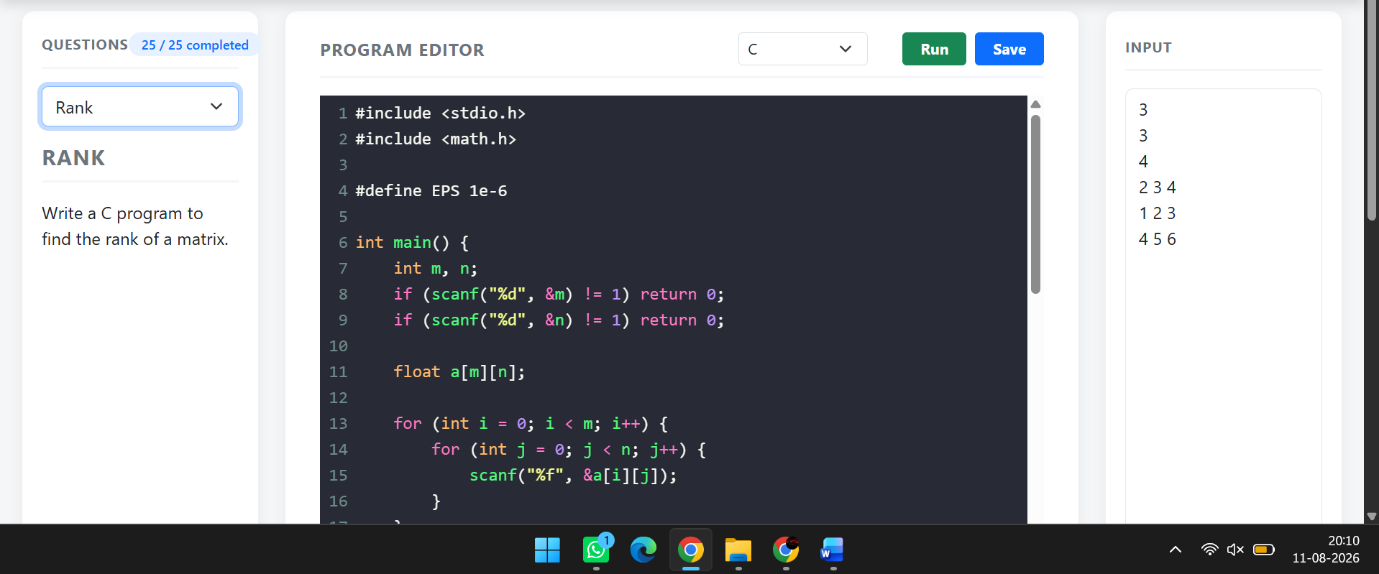 QUESTIONS 25 / 25 completed
Rank
RANK
Write a C program to
find the rank of a matrix.
PROGRAM EDITOR C Run Save
1 #include <stdio.h>
2 #include <math.h>
3
4 #define EPS 1e-6
5
6 int main() {
7     int m, n;
8     if (scanf("%d", &m) != 1) return 0;
9     if (scanf("%d", &n) != 1) return 0;
10
11     float a[m][n];
12
13     for (int i = 0; i < m; i++) {
14         for (int j = 0; j < n; j++) {
15             scanf("%f", &a[i][j]);
16         }
INPUT
3
3
4
2 3 4
1 2 3
4 5 6
1
W
20:10
11-08-2026